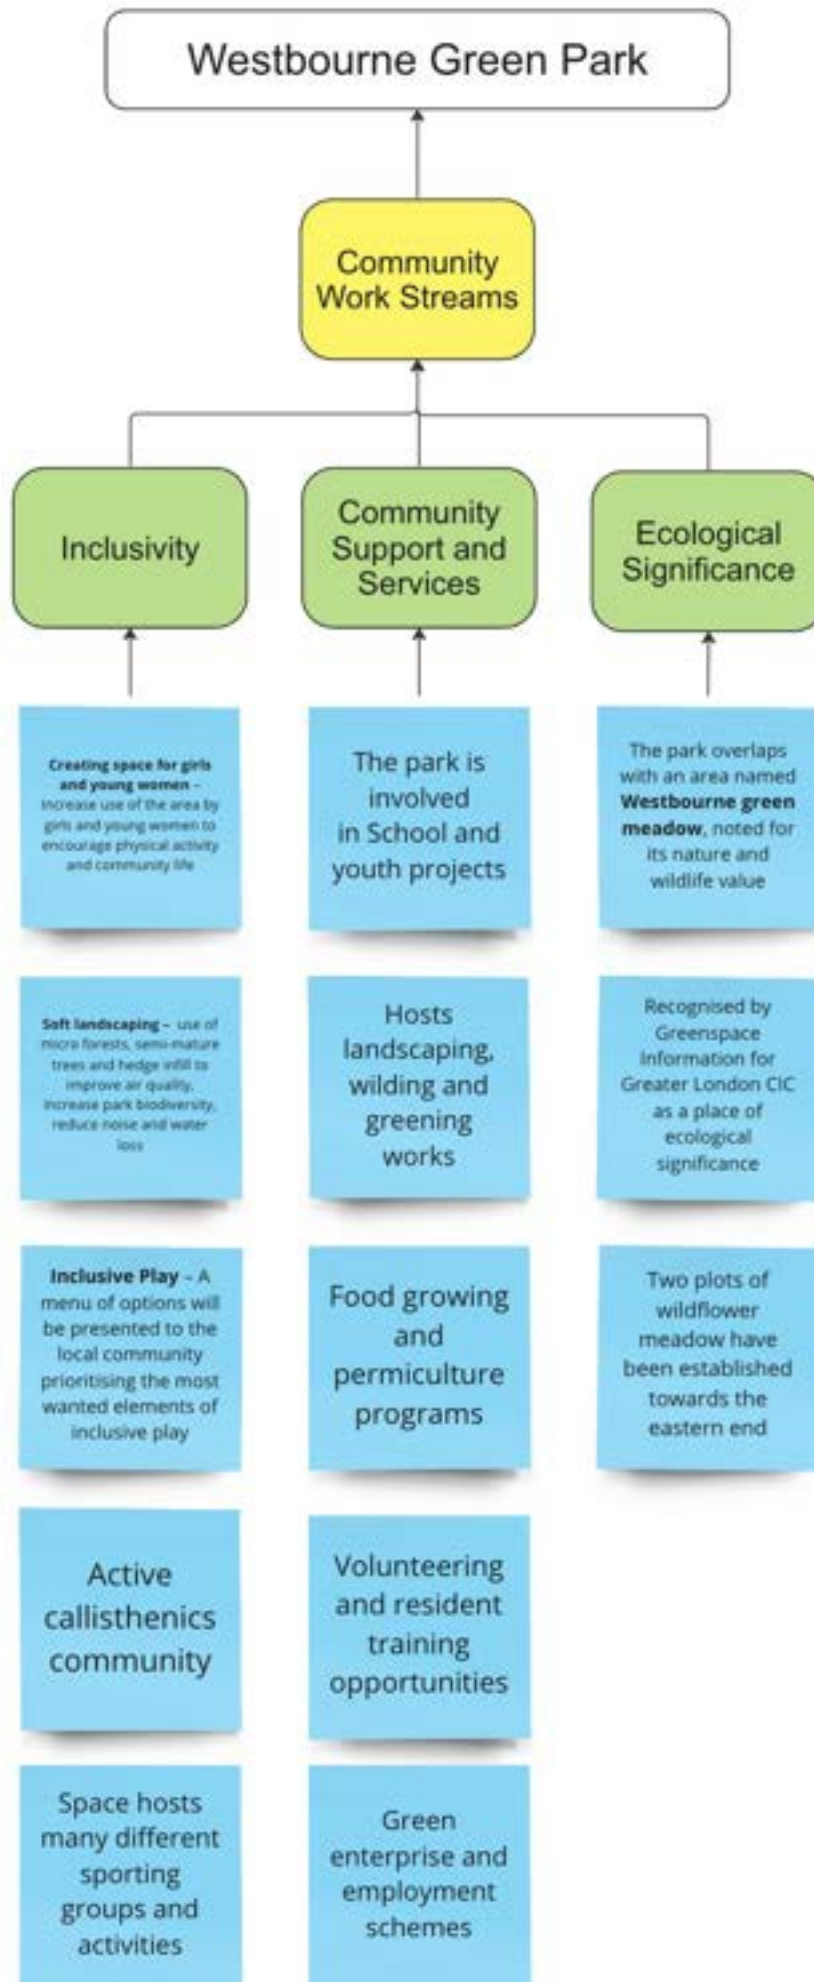 Westbourne Green Park
Community
Work Streams
Inclusivity
Community
Support and
Services
Ecological
Significance
Creating space for girls
and young women –
Increase use of the area by
girls and young women to
encourage physical activity
and community life
Soft landscaping – use of
micro forests, semi-mature
trees and hedge infill to
improve air quality,
increase park biodiversity,
reduce noise and water
loss
Inclusive Play – A
menu of options will
be presented to the
local community
prioritising the most
wanted elements of
inclusive play
Active
callisthenics
community
Space hosts
many different
sporting
groups and
activities
The park is
involved
in School and
youth projects
Hosts
landscaping,
wilding and
greening
works
Food growing
and
permiculture
programs
Volunteering
and resident
training
opportunities
Green
enterprise and
employment
schemes
The park overlaps
with an area named
Westbourne green
meadow, noted for
its nature and
wildlife value
Recognised by
Greenspace
Information for
Greater London CIC
as a place of
ecological
significance
Two plots of
wildflower
meadow have
been established
towards the
eastern end